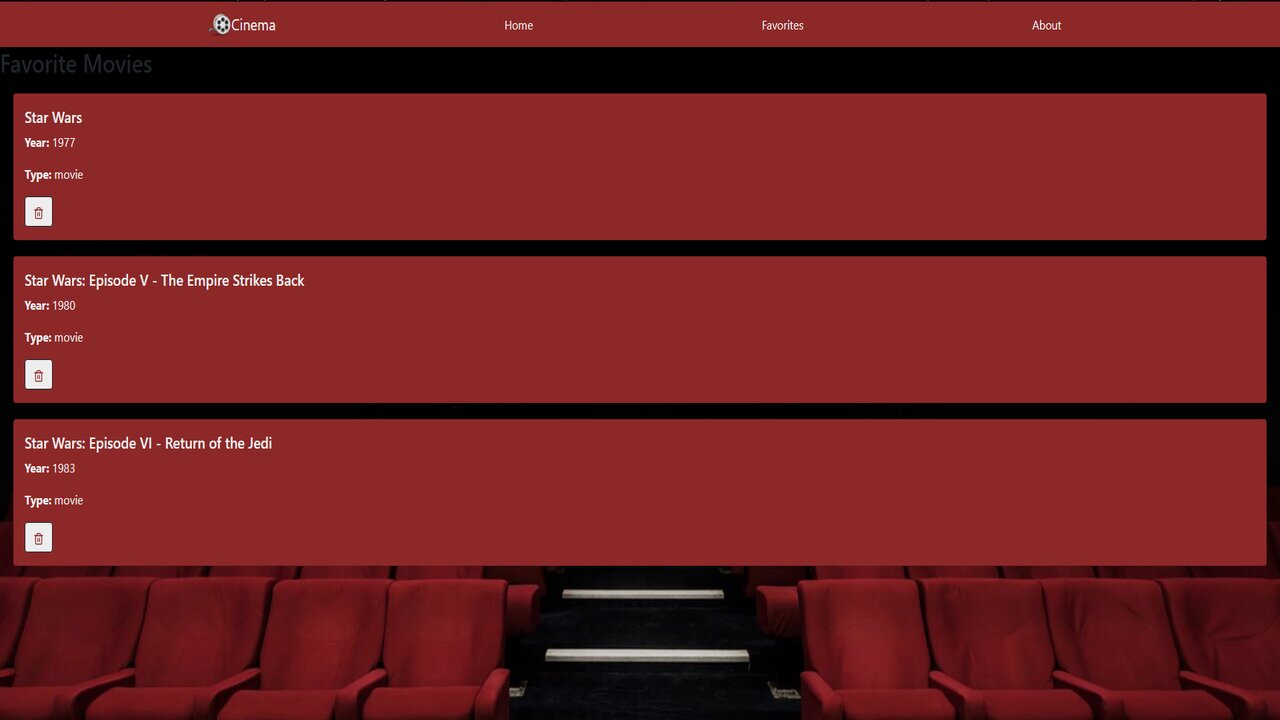 Cinema
Home
Favorites
About
Favorite Movies
Star Wars
Year: 1977
Type: movie
Star Wars: Episode V - The Empire Strikes Back
Year: 1980
Type: movie
Star Wars: Episode VI - Return of the Jedi
Year: 1983
Type: movie